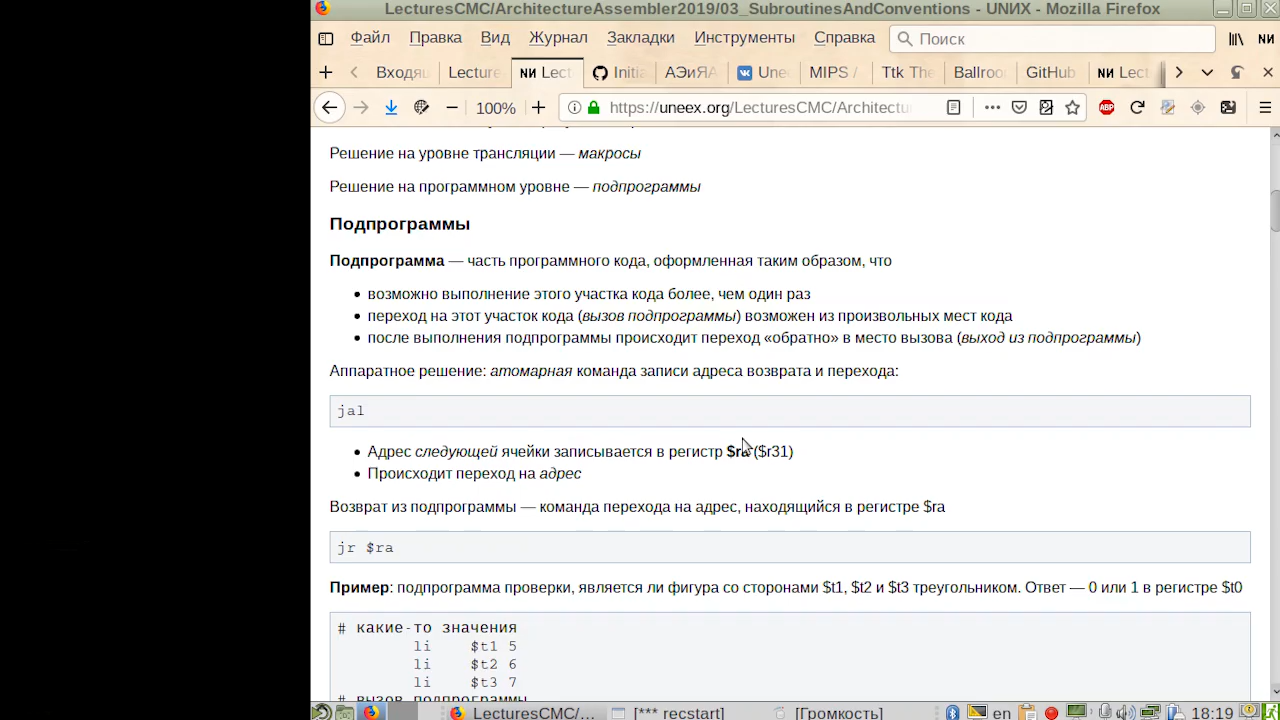 LecturesCMC/ArchitectureAssembler2019/03_SubroutinesAndConventions - UNИX - Mozilla Firefox
Файл Правка Вид Журнал Закладки Инструменты Справка Поиск
Входящ Lecture Lect Initia АЭиЯА Une MIPS / Ttk The Ballroo GitHub Lect
100% https://uneex.org/LecturesCMC/Architectu
Решение на уровне трансляции — макросы
Решение на программном уровне — подпрограммы
Подпрограммы
Подпрограмма — часть программного кода, оформленная таким образом, что
возможно выполнение этого участка кода более, чем один раз
переход на этот участок кода (вызов подпрограммы) возможен из произвольных мест кода
после выполнения подпрограммы происходит переход «обратно» в место вызова (выход из подпрограммы)
Аппаратное решение: атомарная команда записи адреса возврата и перехода:
jal
Адрес следующей ячейки записывается в регистр $ra ($r31)
Происходит переход на адрес
Возврат из подпрограммы — команда перехода на адрес, находящийся в регистре $ra
jr $ra
Пример: подпрограмма проверки, является ли фигура со сторонами $t1, $t2 и $t3 треугольником. Ответ — 0 или 1 в регистре $t0
# какие-то значения
li $t1 5
li $t2 6
li $t3 7
# вызов подпрограммы
LecturesCMC/... [*** recstart] [Громкость] en 18:19